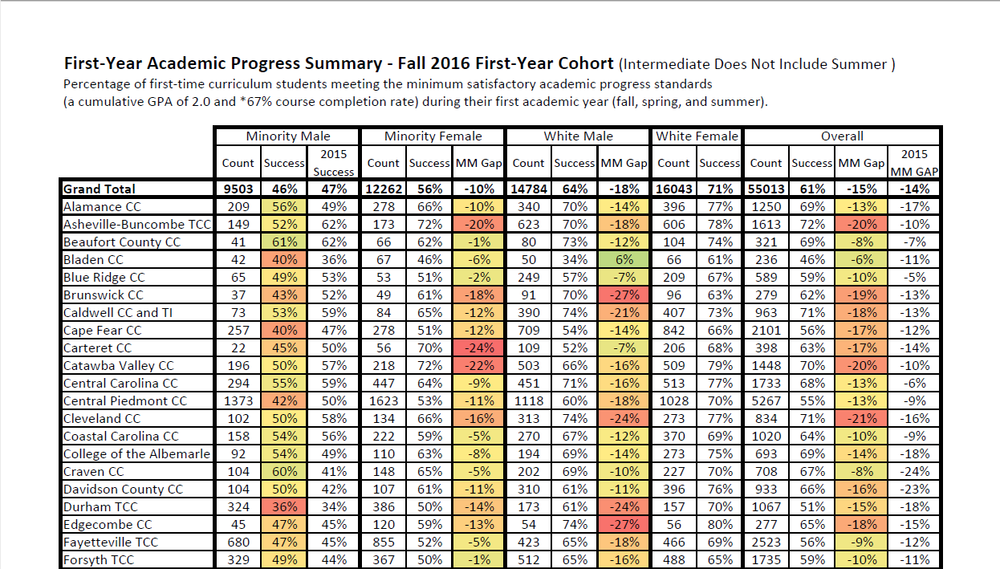 First-Year Academic Progress Summary - Fall 2016 First-Year Cohort (Intermediate Does Not Include Summer )
Percentage of first-time curriculum students meeting the minimum satisfactory academic progress standards
(a cumulative GPA of 2.0 and *67% course completion rate) during their first academic year (fall, spring, and summer).
Minority Male Minority Female White Male White Female Overall
Count Success 2015 Success Count Success MM Gap Count Success MM Gap Count Success Count Success MM Gap 2015 MM GAP
Grand Total 9503 46% 47% 12262 56% -10% 14784 64% -18% 16043 71% 55013 61% -15% -14%
Alamance CC 209 56% 49% 278 66% -10% 340 70% -14% 396 77% 1250 69% -13% -17%
Asheville-Buncombe TCC 149 52% 62% 173 72% -20% 623 70% -18% 606 78% 1613 72% -20% -10%
Beaufort County CC 41 61% 62% 66 62% -1% 80 73% -12% 104 74% 321 69% -8% -7%
Bladen CC 42 40% 36% 67 46% -6% 50 34% 6% 66 61% 236 46% -6% -11%
Blue Ridge CC 65 49% 53% 53 51% -2% 249 57% -7% 209 67% 589 59% -10% -5%
Brunswick CC 37 43% 52% 49 61% -18% 91 70% -27% 96 63% 279 62% -19% -13%
Caldwell CC and TI 73 53% 59% 84 65% -12% 390 74% -21% 407 73% 963 71% -18% -13%
Cape Fear CC 257 40% 47% 278 51% -12% 709 54% -14% 842 66% 2101 56% -17% -12%
Carteret CC 22 45% 50% 56 70% -24% 109 52% -7% 206 68% 398 63% -17% -14%
Catawba Valley CC 196 50% 57% 218 72% -22% 503 66% -16% 509 79% 1448 70% -20% -10%
Central Carolina CC 294 55% 59% 447 64% -9% 451 71% -16% 513 77% 1733 68% -13% -6%
Central Piedmont CC 1373 42% 50% 1623 53% -11% 1118 60% -18% 1028 70% 5267 55% -13% -9%
Cleveland CC 102 50% 58% 134 66% -16% 313 74% -24% 273 77% 834 71% -21% -16%
Coastal Carolina CC 158 54% 56% 222 59% -5% 270 67% -12% 370 69% 1020 64% -10% -9%
College of the Albemarle 92 54% 49% 110 63% -8% 194 69% -14% 273 75% 693 69% -14% -18%
Craven CC 104 60% 41% 148 65% -5% 202 69% -10% 227 70% 708 67% -8% -24%
Davidson County CC 104 50% 42% 107 61% -11% 310 61% -11% 396 76% 933 66% -16% -23%
Durham TCC 324 36% 34% 386 50% -14% 173 61% -24% 157 70% 1067 51% -15% -18%
Edgecombe CC 45 47% 45% 120 59% -13% 54 74% -27% 56 80% 277 65% -18% -15%
Fayetteville TCC 680 47% 45% 855 52% -5% 423 65% -18% 466 69% 2523 56% -9% -12%
Forsyth TCC 329 49% 44% 367 50% -1% 512 65% -16% 488 65% 1735 59% -10% -11%